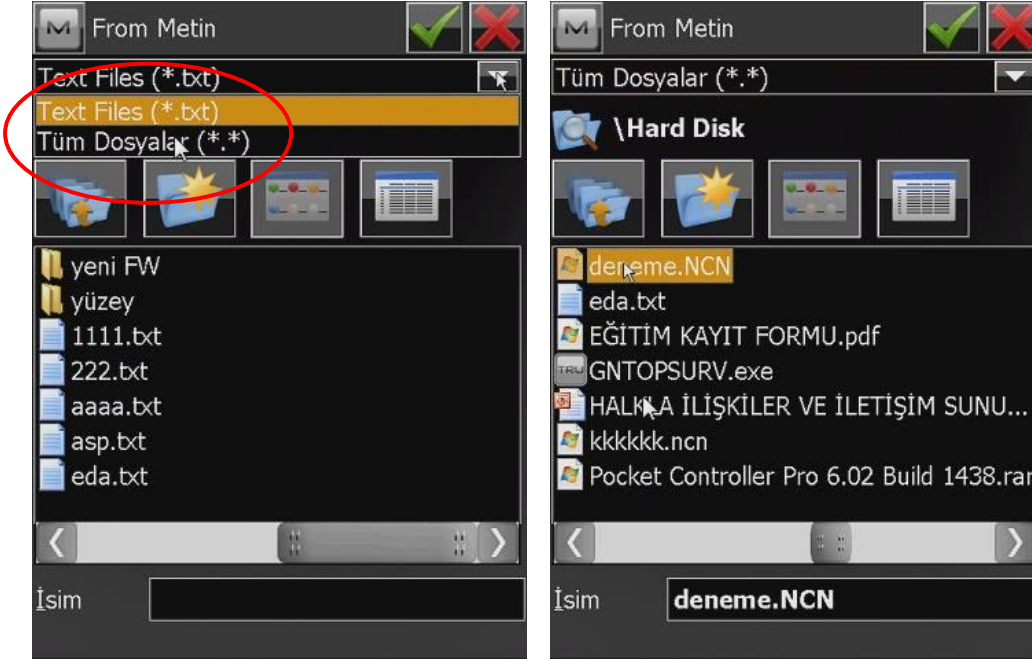 From Metin
Text Files (*.txt)
Text Files (*.txt)
Tüm Dosyalar (*.*)
yeni FW
yüzey
1111.txt
222.txt
aaaa.txt
asp.txt
eda.txt
İsim
From Metin
Tüm Dosyalar (*.*)
\Hard Disk
deneme.NCN
eda.txt
EĞİTİM KAYIT FORMU.pdf
TRU
GNTOPSURV.exe
HALKLA İLİŞKİLER VE İLETİŞİM SUNU...
kkkkkk.ncn
Pocket Controller Pro 6.02 Build 1438.rar
İsim
deneme.NCN